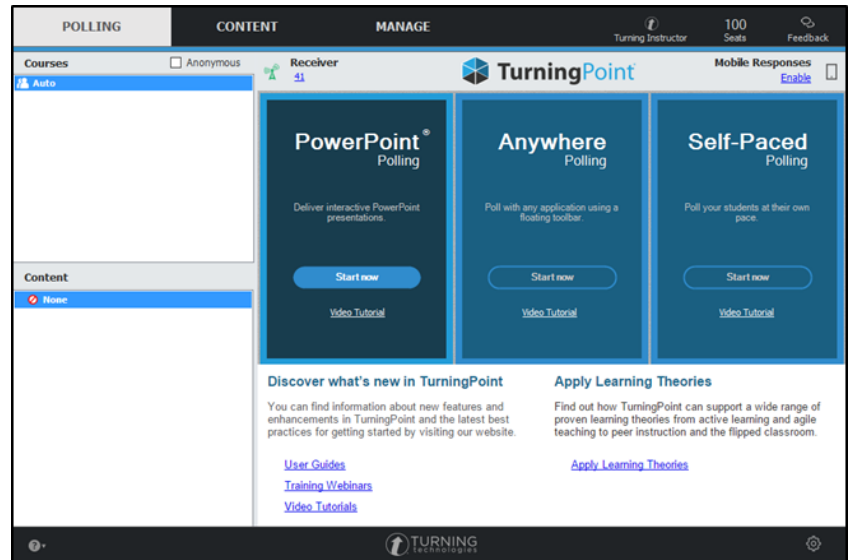 POLLING CONTENT MANAGE Turning Instructor 100 Seats Feedback
Courses Anonymous
Auto
Receiver
41
TurningPoint
Mobile Responses
Enable
PowerPoint®
Polling
Deliver interactive PowerPoint
presentations.
Start now
Video Tutorial
Anywhere
Polling
Poll with any application using a
floating toolbar.
Start now
Video Tutorial
Self-Paced
Polling
Poll your students at their own
pace.
Start now
Video Tutorial
Content
None
Discover what's new in TurningPoint
You can find information about new features and
enhancements in TurningPoint and the latest best
practices for getting started by visiting our website.
User Guides
Training Webinars
Video Tutorials
Apply Learning Theories
Find out how TurningPoint can support a wide range of
proven learning theories from active learning and agile
teaching to peer instruction and the flipped classroom.
Apply Learning Theories
TURNING
technologies